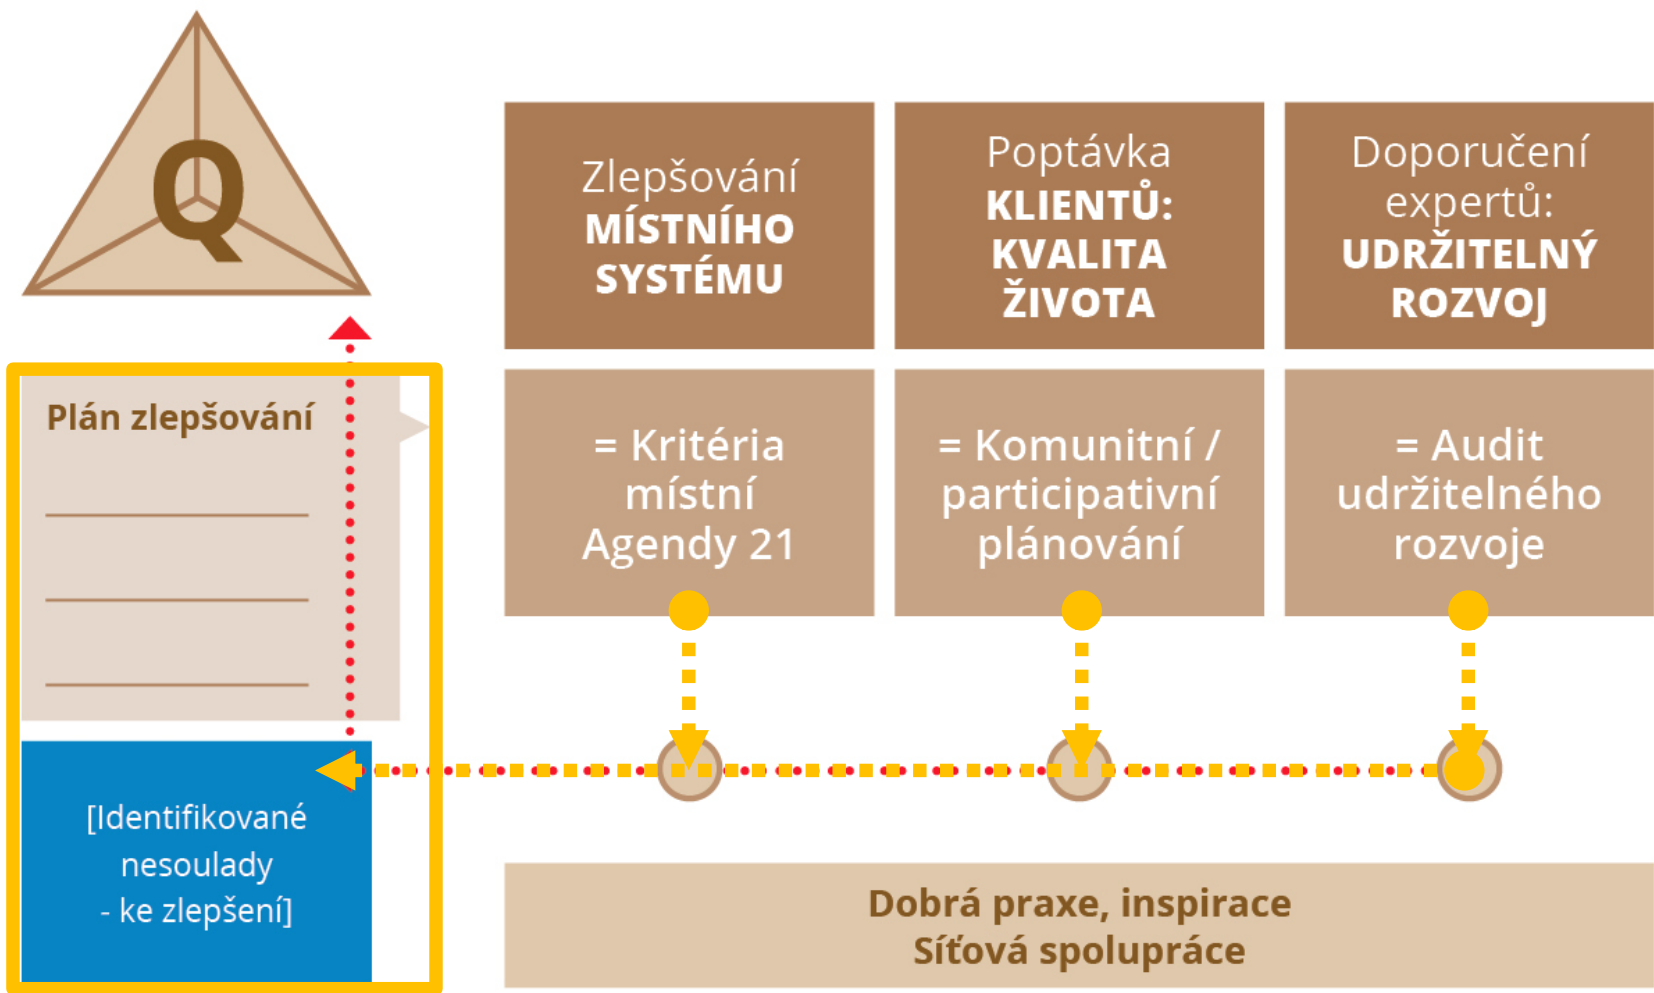 Q
Zlepšování
MÍSTNÍHO
SYSTÉMU
Poptávka
KLIENTŮ:
KVALITA
ŽIVOTA
Doporučení
expertů:
UDRŽITELNÝ
ROZVOJ
Plán zlepšování
= Kritéria
místní
Agendy 21
= Komunitní /
participativní
plánování
= Audit
udržitelného
rozvoje
[Identifikované
nesoulady
- ke zlepšení]
Dobrá praxe, inspirace
Síťová spolupráce